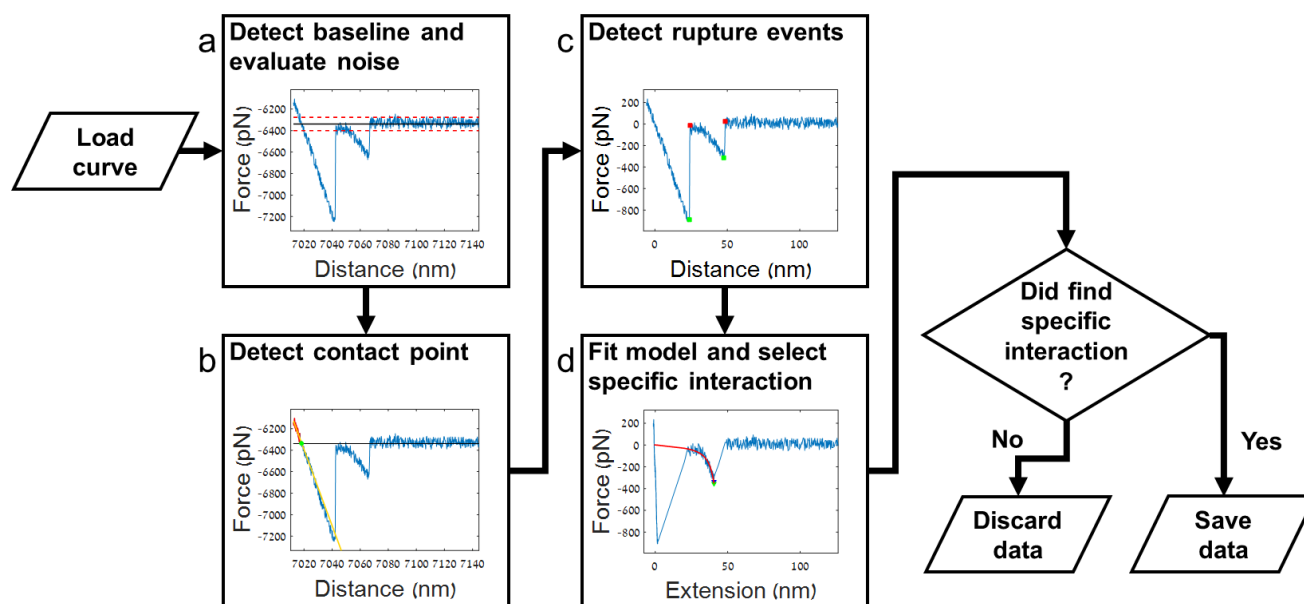 Load
curve
a
Detect baseline and
evaluate noise
Force (pN)
-6200
-6400
-6600
-6800
-7000
-7200
7020 7040 7060 7080 7100 7120 7140
Distance (nm)
b
Detect contact point
Force (pN)
-6200
-6400
-6600
-6800
-7000
-7200
7020 7040 7060 7080 7100 7120 7140
Distance (nm)
c
Detect rupture events
Force (pN)
200
0
-200
-400
-600
-800
0 50 100
Distance (nm)
d
Fit model and select
specific interaction
Force (pN)
200
0
-200
-400
-600
-800
0 50 100
Extension (nm)
Did find
specific
interaction
?
No
Yes
Discard
data
Save
data